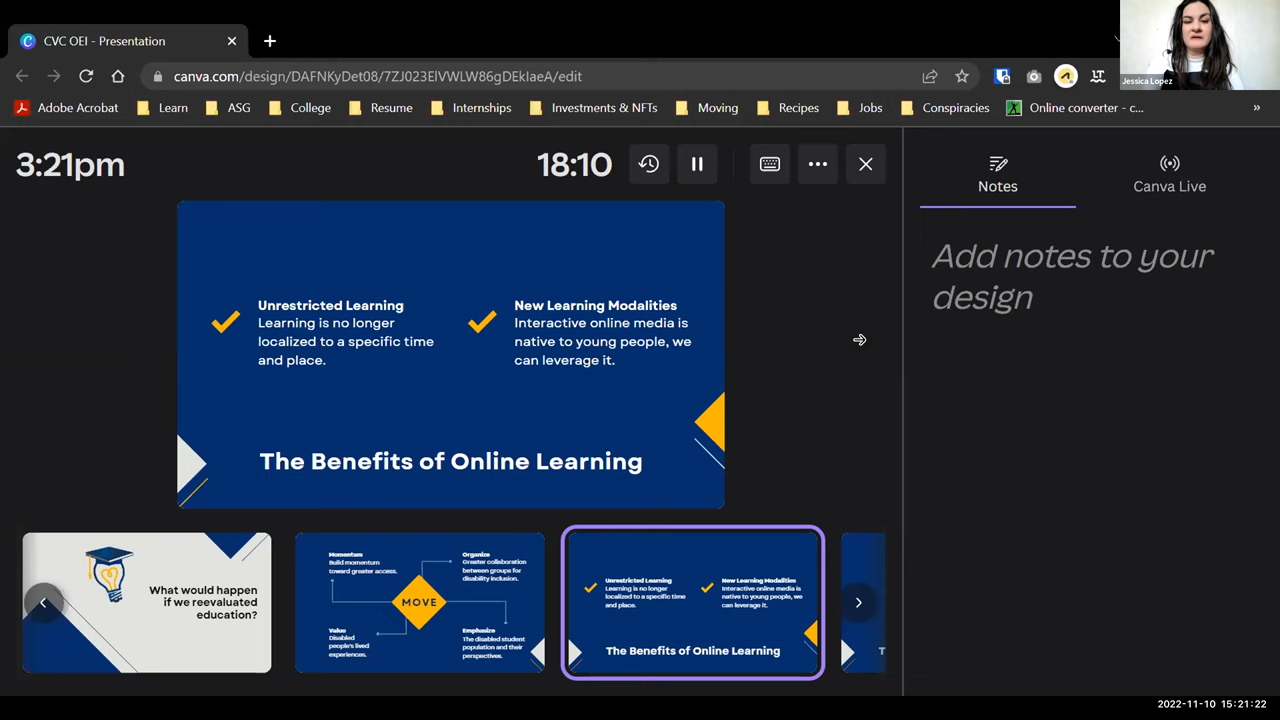 CVC OEI - Presentation
canva.com/design/DAFNKyDet08/7ZJ023ElVWLW86gDEkIaeA/edit
Jessica Lopez
Adobe Acrobat
Learn
ASG
College
Resume
Internships
Investments & NFTs
Moving
Recipes
Jobs
Conspiracies
Online converter - c...
»
3:21pm
18:10
Notes
Canva Live
Add notes to your
design
Unrestricted Learning
Learning is no longer
localized to a specific time
and place.
New Learning Modalities
Interactive online media is
native to young people, we
can leverage it.
The Benefits of Online Learning
What would happen
if we reevaluated
education?
Momentum
Build momentum
toward greater access.
Organize
Greater collaboration
between groups for
disability inclusion.
MOVE
Value
Disabled
people's lived
experiences.
Emphasize
The disabled student
population and their
perspectives.
Unrestricted Learning
Learning is no longer
localized to a specific time
and place.
New Learning Modalities
Interactive online media is
native to young people, we
can leverage it.
The Benefits of Online Learning
T
2022-11-10 15:21:22